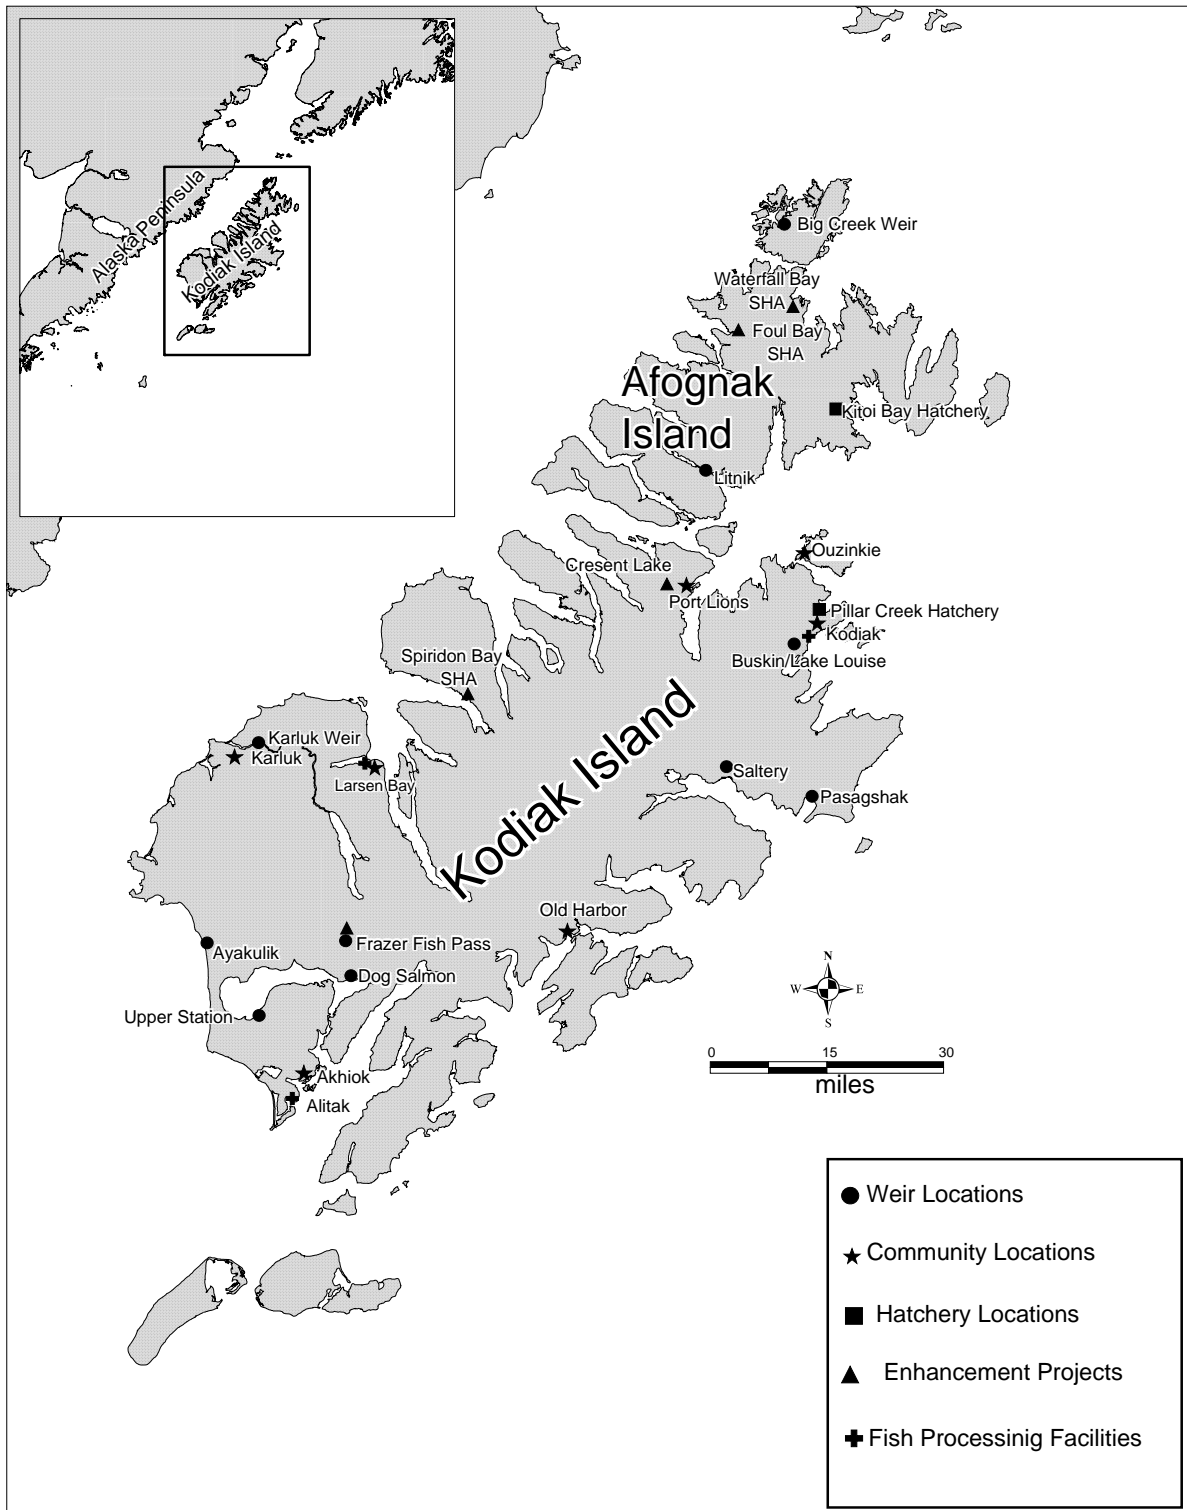 Alaska Peninsula
Kodiak Island
Big Creek Weir
Waterfall Bay
SHA
Foul Bay
SHA
Afognak
Island
Kitoi Bay Hatchery
Litnik
Ouzinkie
Cresent Lake
Port Lions
Pillar Creek Hatchery
Kodiak
Buskin/Lake Louise
Spiridon Bay
SHA
Kodiak Island
Karluk Weir
Karluk
Larsen Bay
Saltery
Pasagshak
Old Harbor
Ayakulik
Frazer Fish Pass
Dog Salmon
Upper Station
Akhiok
Alitak
N
W
E
S
0 15 30
miles
Weir Locations
Community Locations
Hatchery Locations
Enhancement Projects
Fish Processinig Facilities